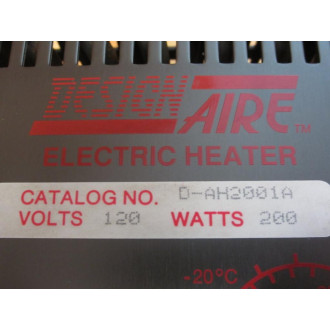 DESIGN
AIRE™
ELECTRIC HEATER
CATALOG NO. D-AH2001A
VOLTS 120 WATTS 200
-20°C